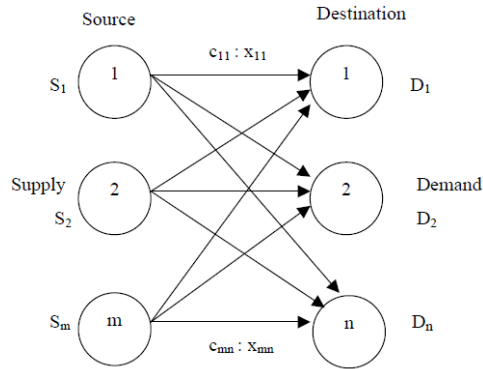 Source
Destination
1
c11 : x11
1
S1
D1
Supply
2
2
Demand
S2
D2
Sm
m
n
Dn
cmn : xmn